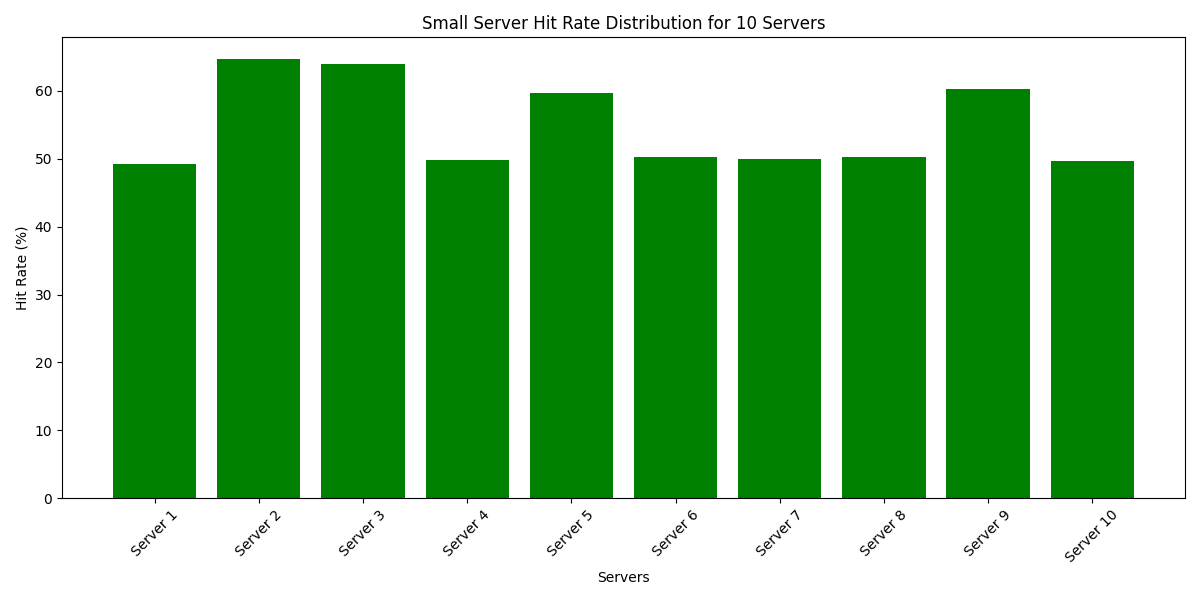 Small Server Hit Rate Distribution for 10 Servers
Hit Rate (%)
60
50
40
30
20
10
0
Server 1
Server 2
Server 3
Server 4
Server 5
Server 6
Server 7
Server 8
Server 9
Server 10
Servers